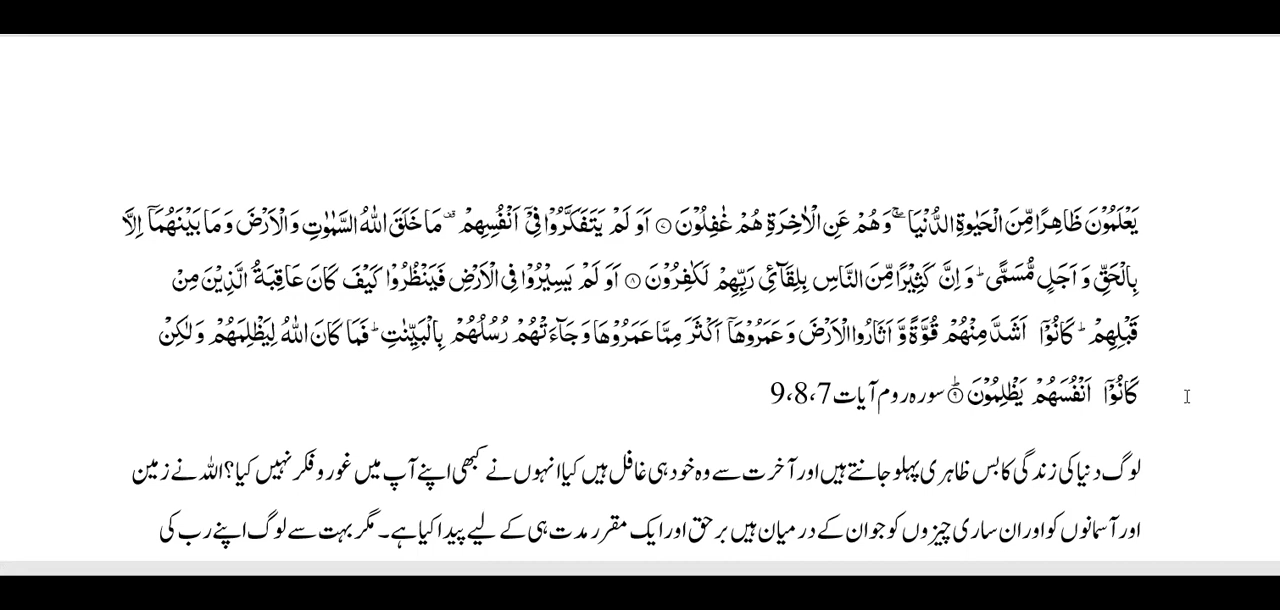 یَعْلَمُوْنَ ظَاهِرًا مِّنَ الْحَیٰوةِ الدُّنْیَا ۖۚ وَ هُمْ عَنِ الْاٰخِرَةِ هُمْ غٰفِلُوْنَ ﴿۷﴾ اَوَ لَمْ یَتَفَكَّرُوْا فِیْۤ اَنْفُسِهِمْ ۫ مَا خَلَقَ اللّٰهُ السَّمٰوٰتِ وَ الْاَرْضَ وَ مَا بَیْنَهُمَاۤ اِلَّا
بِالْحَقِّ وَ اَجَلٍ مُّسَمًّی ؕ وَ اِنَّ كَثِیْرًا مِّنَ النَّاسِ بِلِقَآئِ رَبِّهِمْ لَكٰفِرُوْنَ ﴿۸﴾ اَوَ لَمْ یَسِیْرُوْا فِی الْاَرْضِ فَیَنْظُرُوْا كَیْفَ كَانَ عَاقِبَةُ الَّذِیْنَ مِنْ
قَبْلِهِمْ ؕ كَانُوْۤا اَشَدَّ مِنْهُمْ قُوَّةً وَّ اَثَارُوا الْاَرْضَ وَ عَمَرُوْهَاۤ اَكْثَرَ مِمَّا عَمَرُوْهَا وَ جَآءَتْهُمْ رُسُلُهُمْ بِالْبَیِّنٰتِ ؕ فَمَا كَانَ اللّٰهُ لِیَظْلِمَهُمْ وَ لٰكِنْ
كَانُوْۤا اَنْفُسَهُمْ یَظْلِمُوْنَ ﴿ؕ۹﴾ سورہ روم آیات 7،8،9
لوگ دنیا کی زندگی کا بس ظاہری پہلو جانتے ہیں اور آخرت سے وہ خود ہی غافل ہیں کیا انہوں نے کبھی اپنے آپ میں غور و فکر نہیں کیا؟ اللہ نے زمین
اور آسمانوں کو اور ان ساری چیزوں کو جو ان کے درمیان ہیں برحق اور ایک مقرر مدت ہی کے لیے پیدا کیا ہے۔ مگر بہت سے لوگ اپنے رب کی